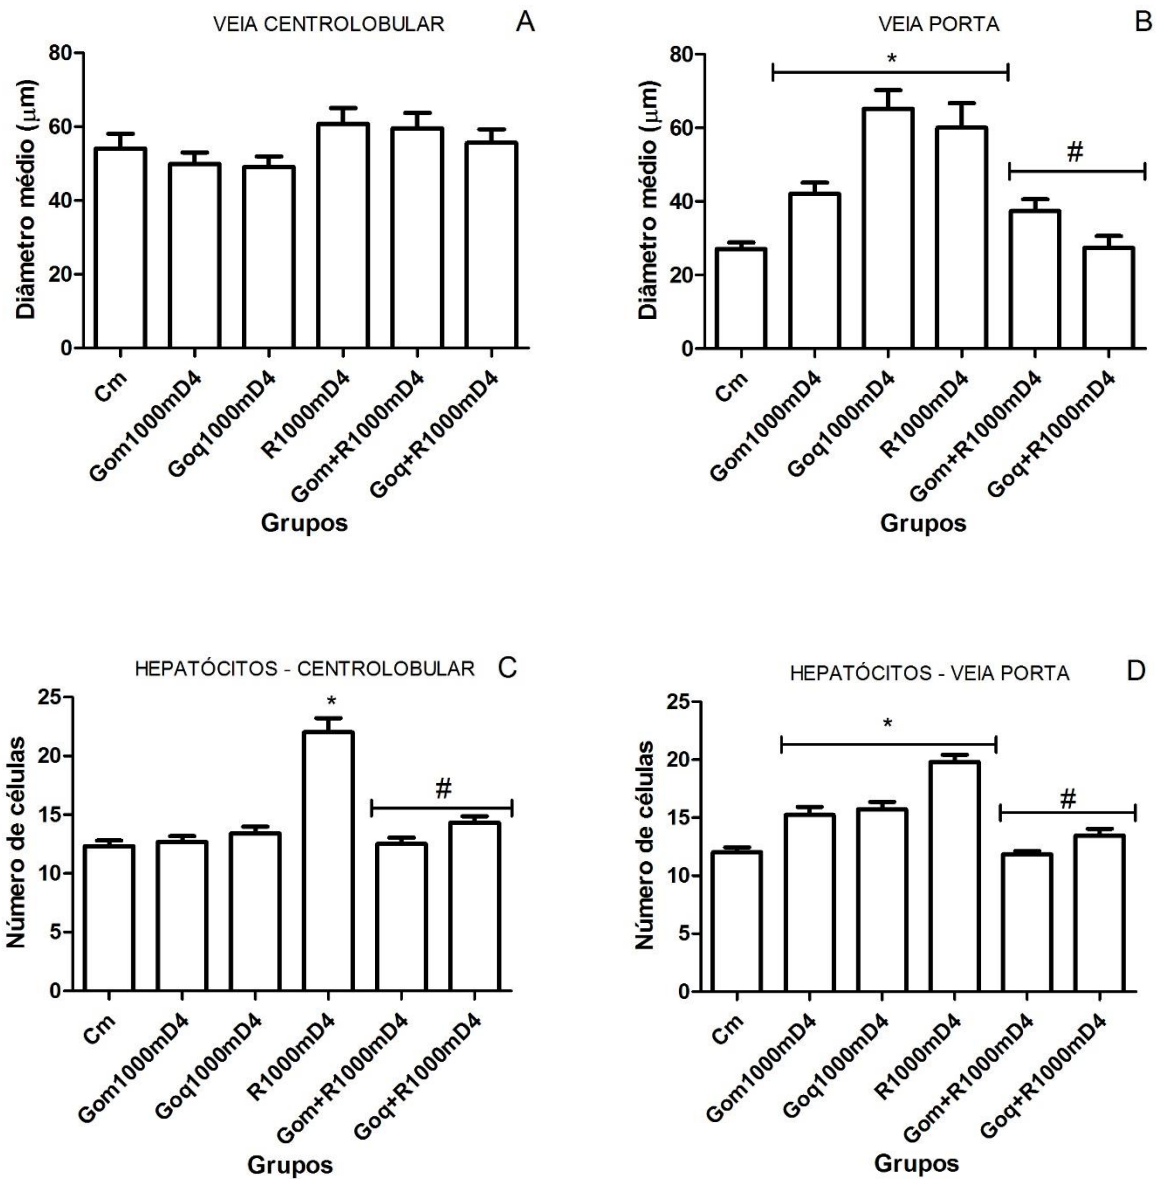 VEIA CENTROLOBULAR
A
Diâmetro médio (μm)
80
60
40
20
0
Cm
Gom1000mD4
Goq1000mD4
R1000mD4
Gom+R1000mD4
Goq+R1000mD4
Grupos
VEIA PORTA
B
Diâmetro médio (μm)
80
60
40
20
0
*
#
Cm
Gom1000mD4
Goq1000mD4
R1000mD4
Gom+R1000mD4
Goq+R1000mD4
Grupos
HEPATÓCITOS - CENTROLOBULAR
C
Número de células
25
20
15
10
5
0
*
#
Cm
Gom1000mD4
Goq1000mD4
R1000mD4
Gom+R1000mD4
Goq+R1000mD4
Grupos
HEPATÓCITOS - VEIA PORTA
D
Número de células
25
20
15
10
5
0
*
#
Cm
Gom1000mD4
Goq1000mD4
R1000mD4
Gom+R1000mD4
Goq+R1000mD4
Grupos